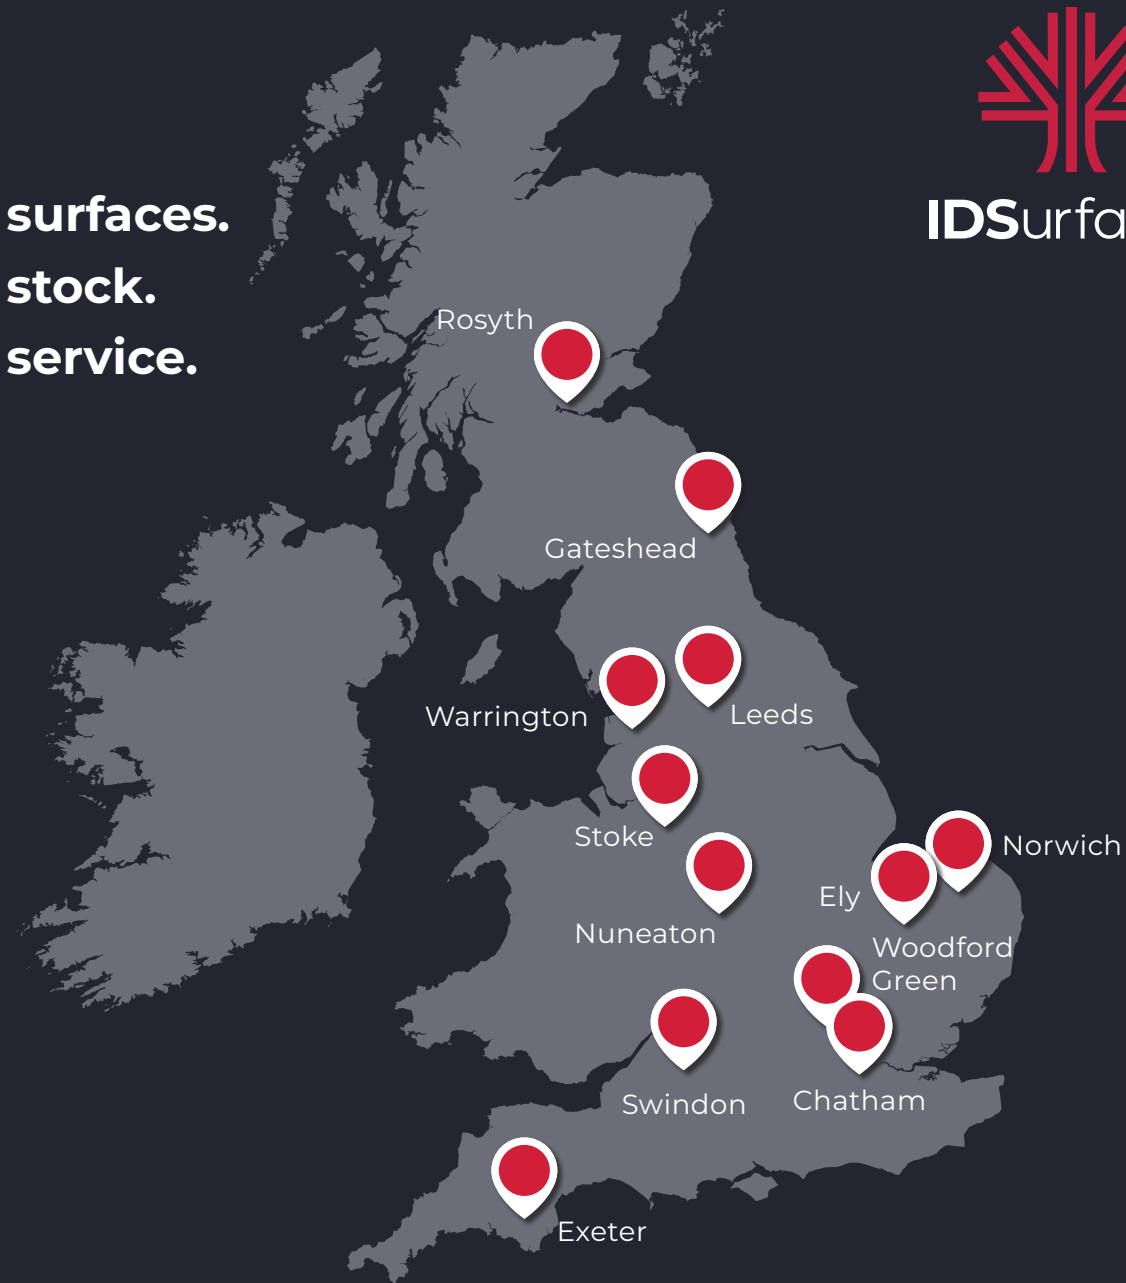 surfaces.
stock.
service.
IDSurfa
Rosyth
Gateshead
Warrington
Leeds
Stoke
Norwich
Ely
Nuneaton
Woodford
Green
Swindon
Chatham
Exeter